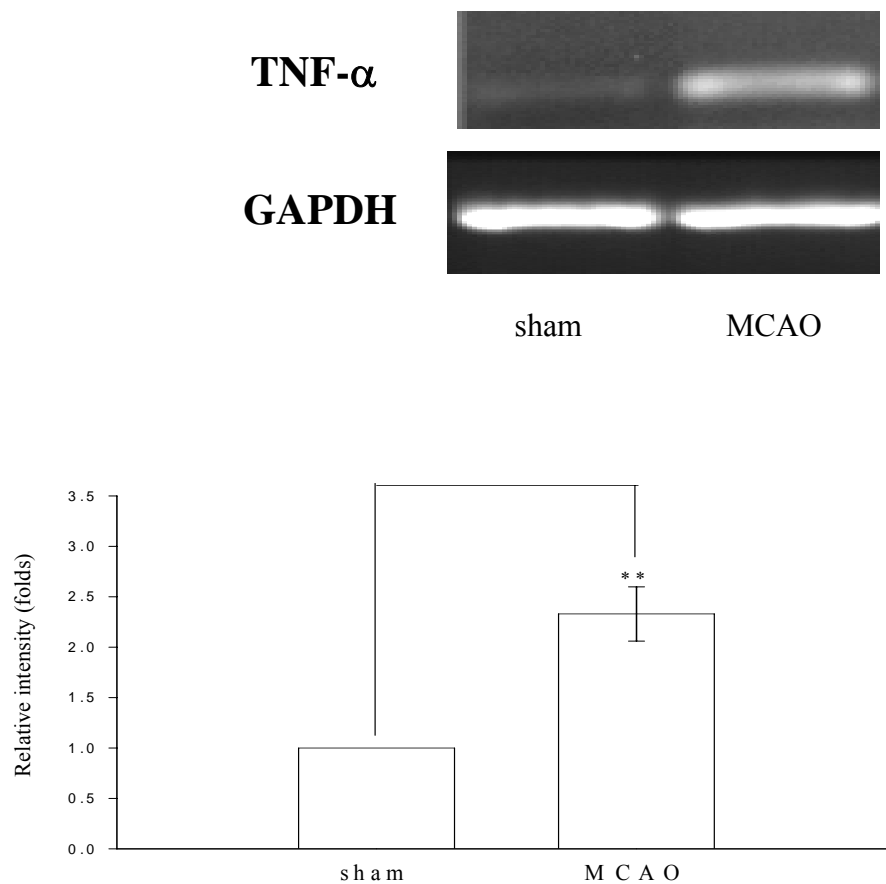 TNF-α
GAPDH
sham MCAO
3.5
3.0
2.5
2.0
1.5
1.0
0.5
0.0
Relative intensity (folds)
**
sham MCAO